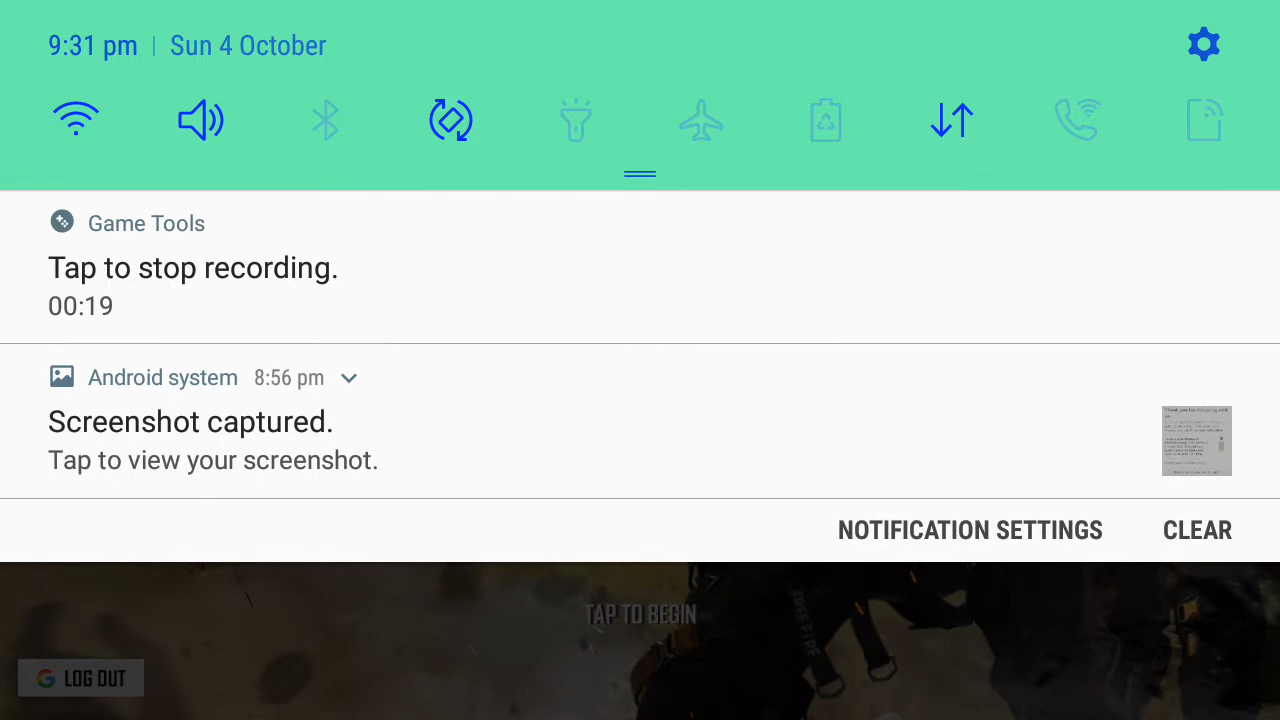 9:31 pm | Sun 4 October
Game Tools
Tap to stop recording.
00:19
Android system 8:56 pm
Screenshot captured.
Tap to view your screenshot.
NOTIFICATION SETTINGS CLEAR
TAP TO BEGIN
LOG OUT